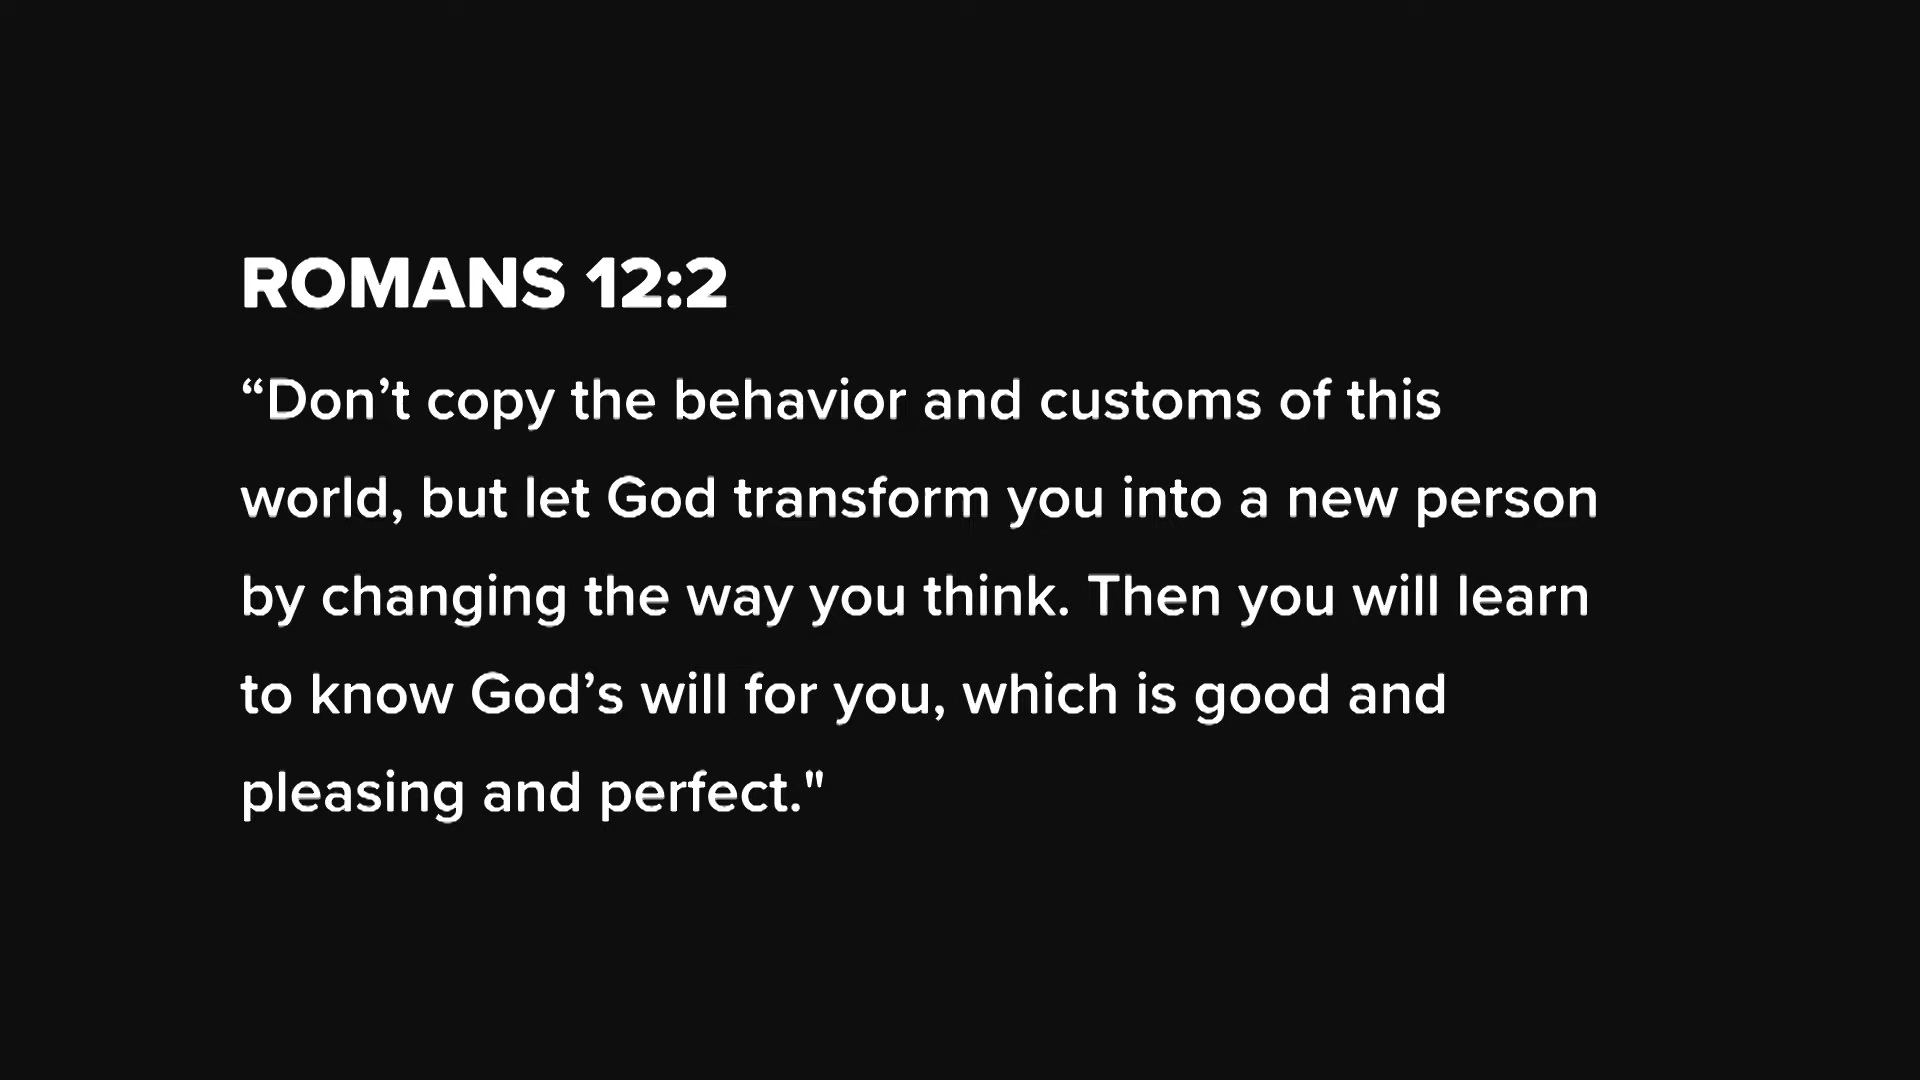 ROMANS 12:2
“Don’t copy the behavior and customs of this
world, but let God transform you into a new person
by changing the way you think. Then you will learn
to know God’s will for you, which is good and
pleasing and perfect."